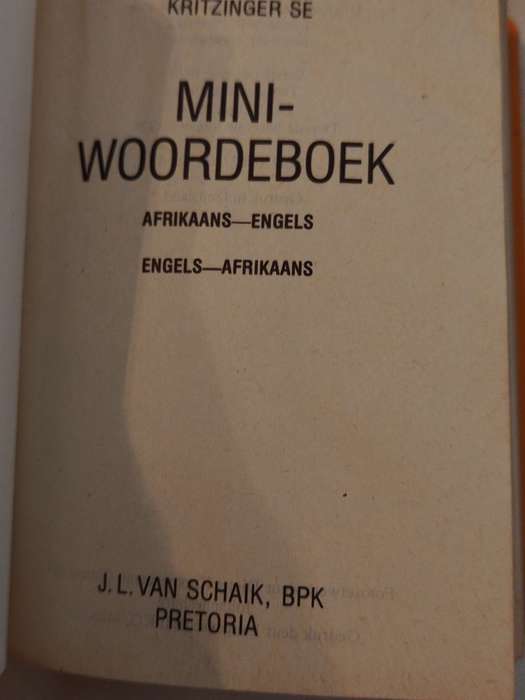 KRITZINGER SE
MINI-
WOORDEBOEK
AFRIKAANS—ENGELS
ENGELS—AFRIKAANS
J.L. VAN SCHAIK, BPK
PRETORIA